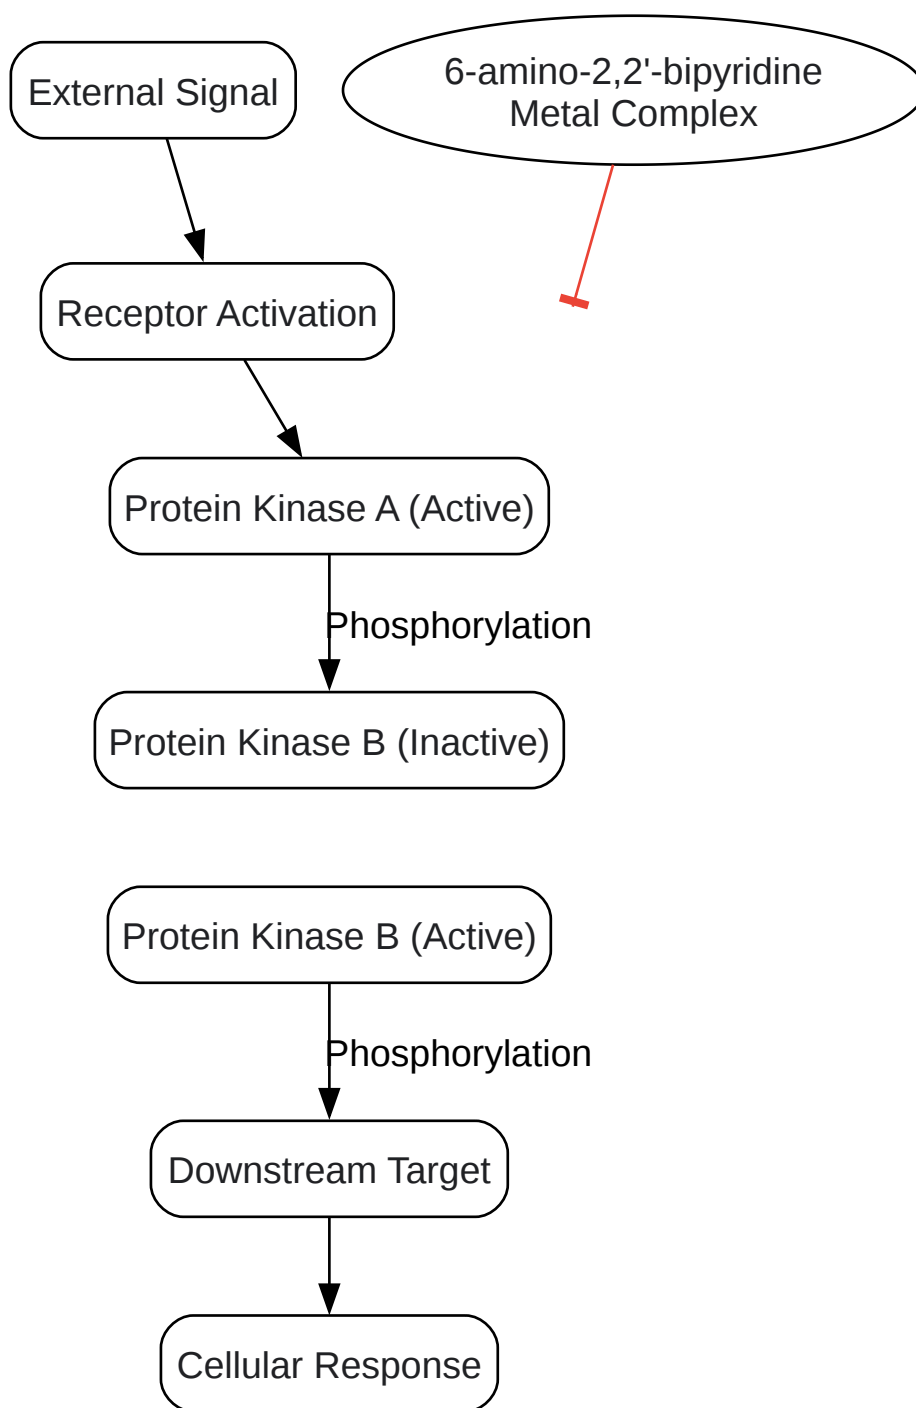 External Signal
6-amino-2,2'-bipyridine
Metal Complex
Receptor Activation
Protein Kinase A (Active)
Phosphorylation
Protein Kinase B (Inactive)
Protein Kinase B (Active)
Phosphorylation
Downstream Target
Cellular Response